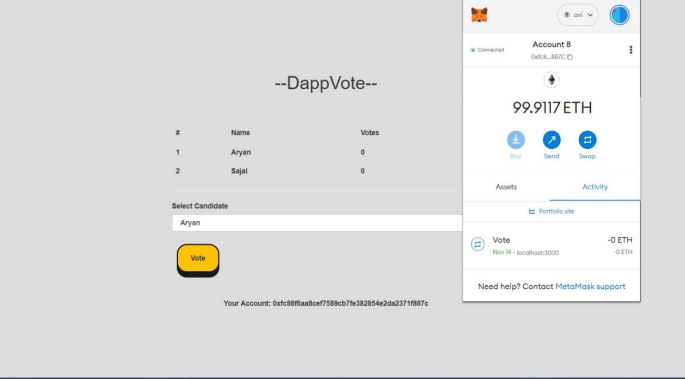 --DappVote--
# Name Votes
1 Aryan 0
2 Sajal 0
Select Candidate
Aryan
Vote
Your Account: 0xfc88f6aa8cef7589cb7fe382854e2da2371f887c
avi
Connected
Account 8
0xfc8...887C
99.9117 ETH
Buy Send Swap
Assets Activity
Portfolio site
Vote -0 ETH
Nov 14 - localhost:3000 -0 ETH
Need help? Contact MetaMask support